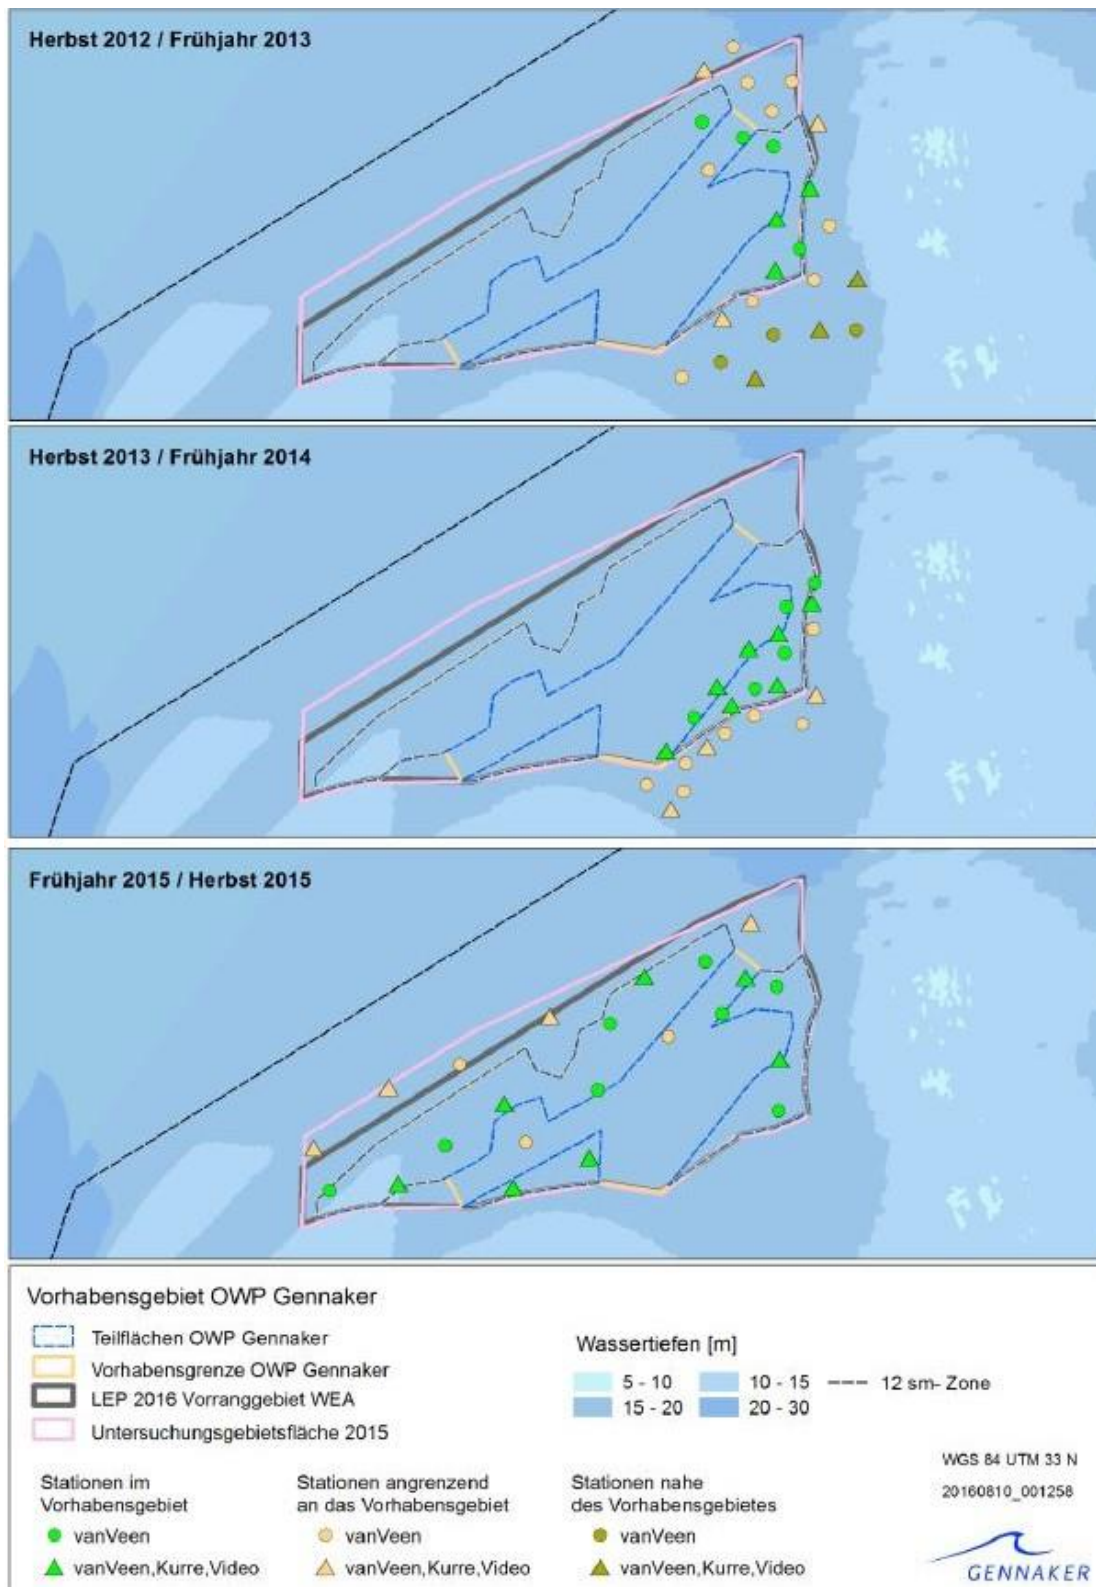 Herbst 2012 / Frühjahr 2013
Herbst 2013 / Frühjahr 2014
Frühjahr 2015 / Herbst 2015
Vorhabensgebiet OWP Gennaker
Teilflächen OWP Gennaker
Vorhabensgrenze OWP Gennaker
LEP 2016 Vorranggebiet WEA
Untersuchungsgebietsfläche 2015
Wassertiefen [m]
5 - 10
10 - 15
12 sm- Zone
15 - 20
20 - 30
Stationen im
Vorhabensgebiet
vanVeen
vanVeen,Kurre,Video
Stationen angrenzend
an das Vorhabensgebiet
vanVeen
vanVeen,Kurre,Video
Stationen nahe
des Vorhabensgebietes
vanVeen
vanVeen,Kurre,Video
WGS 84 UTM 33 N
20160810_001258
GENNAKER